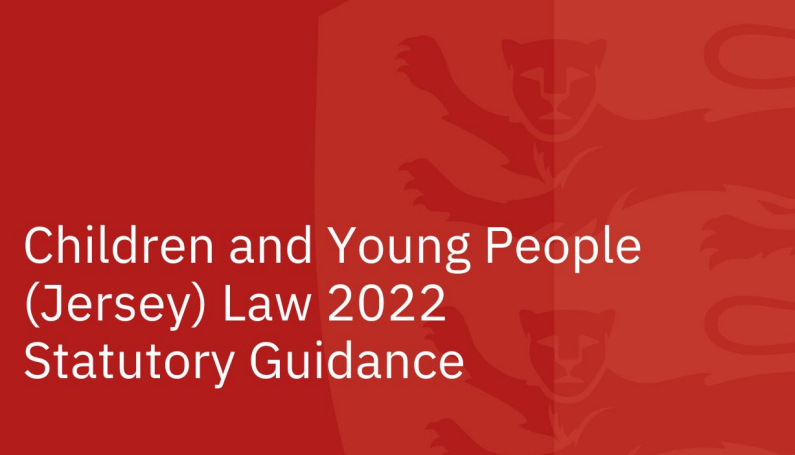 Children and Young People
(Jersey) Law 2022
Statutory Guidance